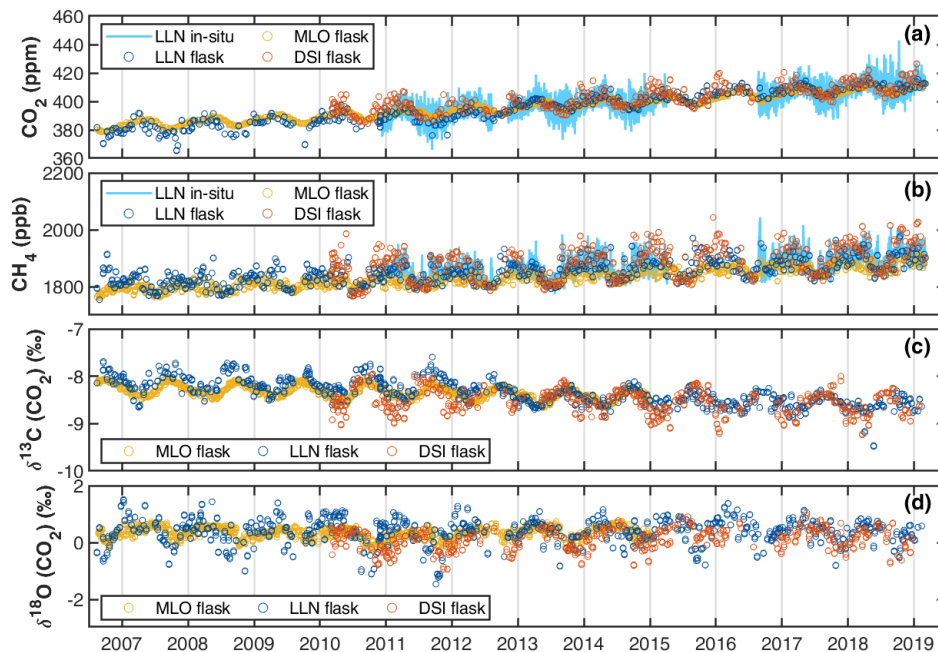 460
440
420
400
380
360
CO2 (ppm)
LLN in-situ MLO flask
LLN flask DSI flask
(a)
2200
2000
1800
CH4 (ppb)
LLN in-situ MLO flask
LLN flask DSI flask
(b)
-7
-8
-9
-10
δ13C (CO2) (‰)
MLO flask LLN flask DSI flask
(c)
2
0
-2
δ18O (CO2) (‰)
MLO flask LLN flask DSI flask
(d)
2007 2008 2009 2010 2011 2012 2013 2014 2015 2016 2017 2018 2019